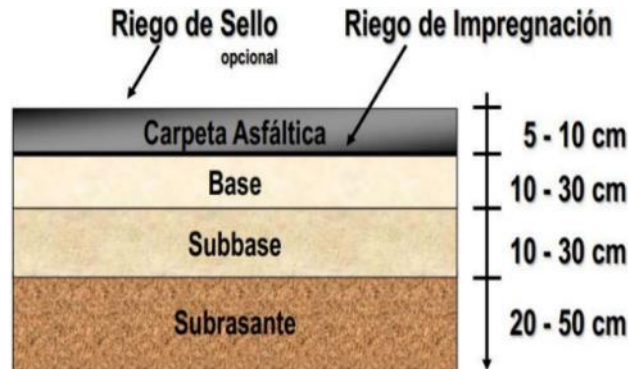 Riego de Sello
opcional
Riego de Impregnación
Carpeta Asfáltica
5 - 10 cm
Base
10 - 30 cm
Subbase
10 - 30 cm
Subrasante
20 - 50 cm